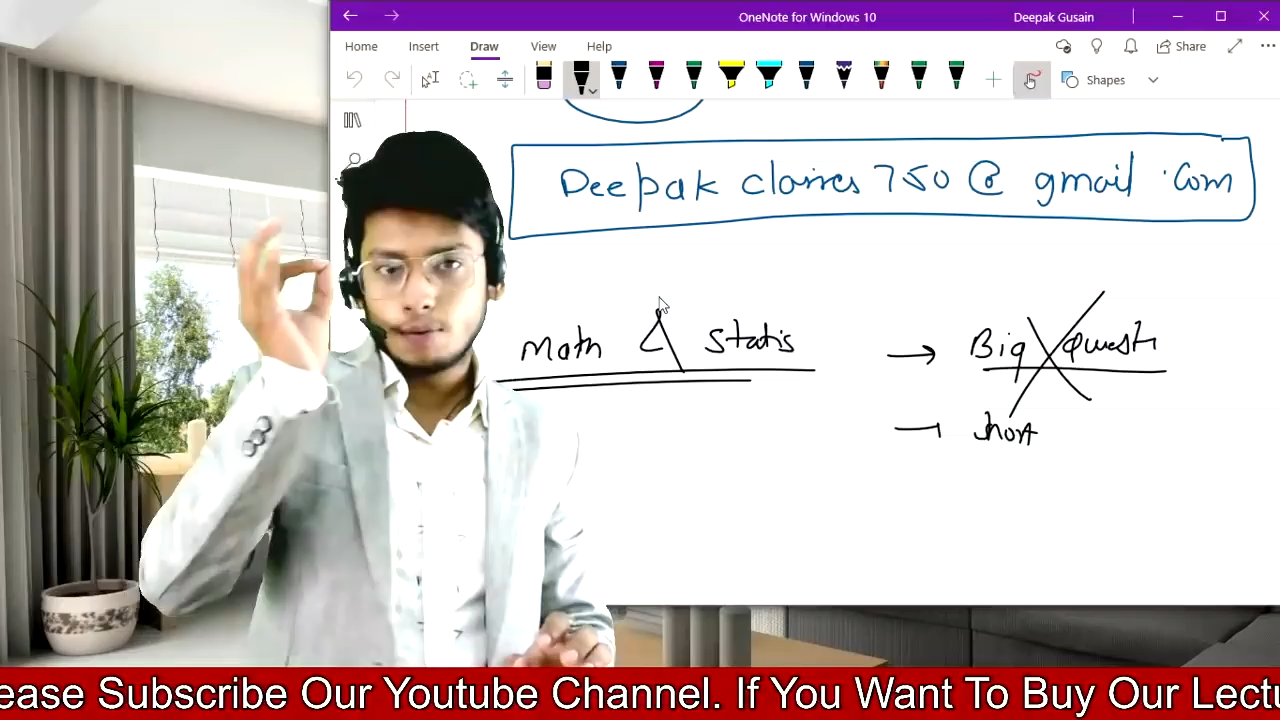 OneNote for Windows 10 Deepak Gusain
Home Insert Draw View Help Share
Shapes
Deepak classes 750 @ gmail .com
Math & Statis → Big Quest
→ short
ease Subscribe Our Youtube Channel. If You Want To Buy Our Lectu